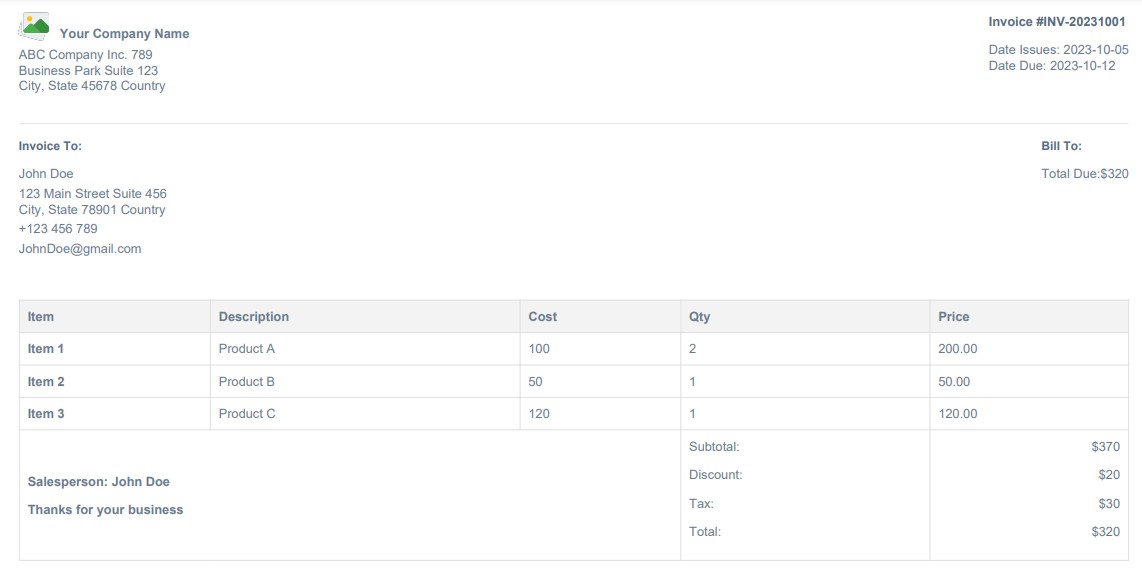 Your Company Name
ABC Company Inc. 789
Business Park Suite 123
City, State 45678 Country
Invoice #INV-20231001
Date Issues: 2023-10-05
Date Due: 2023-10-12
Invoice To:
John Doe
123 Main Street Suite 456
City, State 78901 Country
+123 456 789
JohnDoe@gmail.com
Bill To:
Total Due:$320
Item Description Cost Qty Price
Item 1 Product A 100 2 200.00
Item 2 Product B 50 1 50.00
Item 3 Product C 120 1 120.00
Salesperson: John Doe
Thanks for your business
Subtotal: $370
Discount: $20
Tax: $30
Total: $320